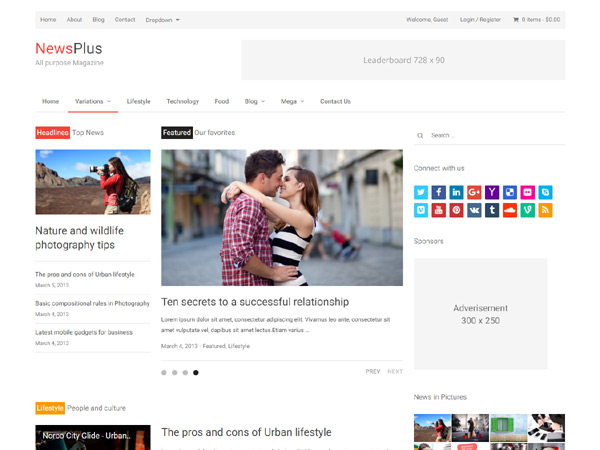 Home About Blog Contact Dropdown
Welcome, Guest Login / Register 0 items - $0.00
NewsPlus
All purpose Magazine
Leaderboard 728 x 90
Home Variations Lifestyle Technology Food Blog Mega Contact Us
Headlines Top News
Nature and wildlife
photography tips
The pros and cons of Urban lifestyle
March 5, 2013
Basic compositional rules in Photography
March 4, 2013
Latest mobile gadgets for business
March 4, 2013
Featured Our favorites
Ten secrets to a successful relationship
Lorem ipsum dolor sit amet, consectetur adipiscing elit. Vivamus leo ante, consectetur sit
amet vulputate vel, dapibus sit amet lectus.Etiam varius ...
March 4, 2013 - Featured, Lifestyle
PREV NEXT
Search ...
Connect with us
Sponsors
Adverisement
300 x 250
News in Pictures
Lifestyle People and culture
Norco City Glide - Urban...
The pros and cons of Urban lifestyle